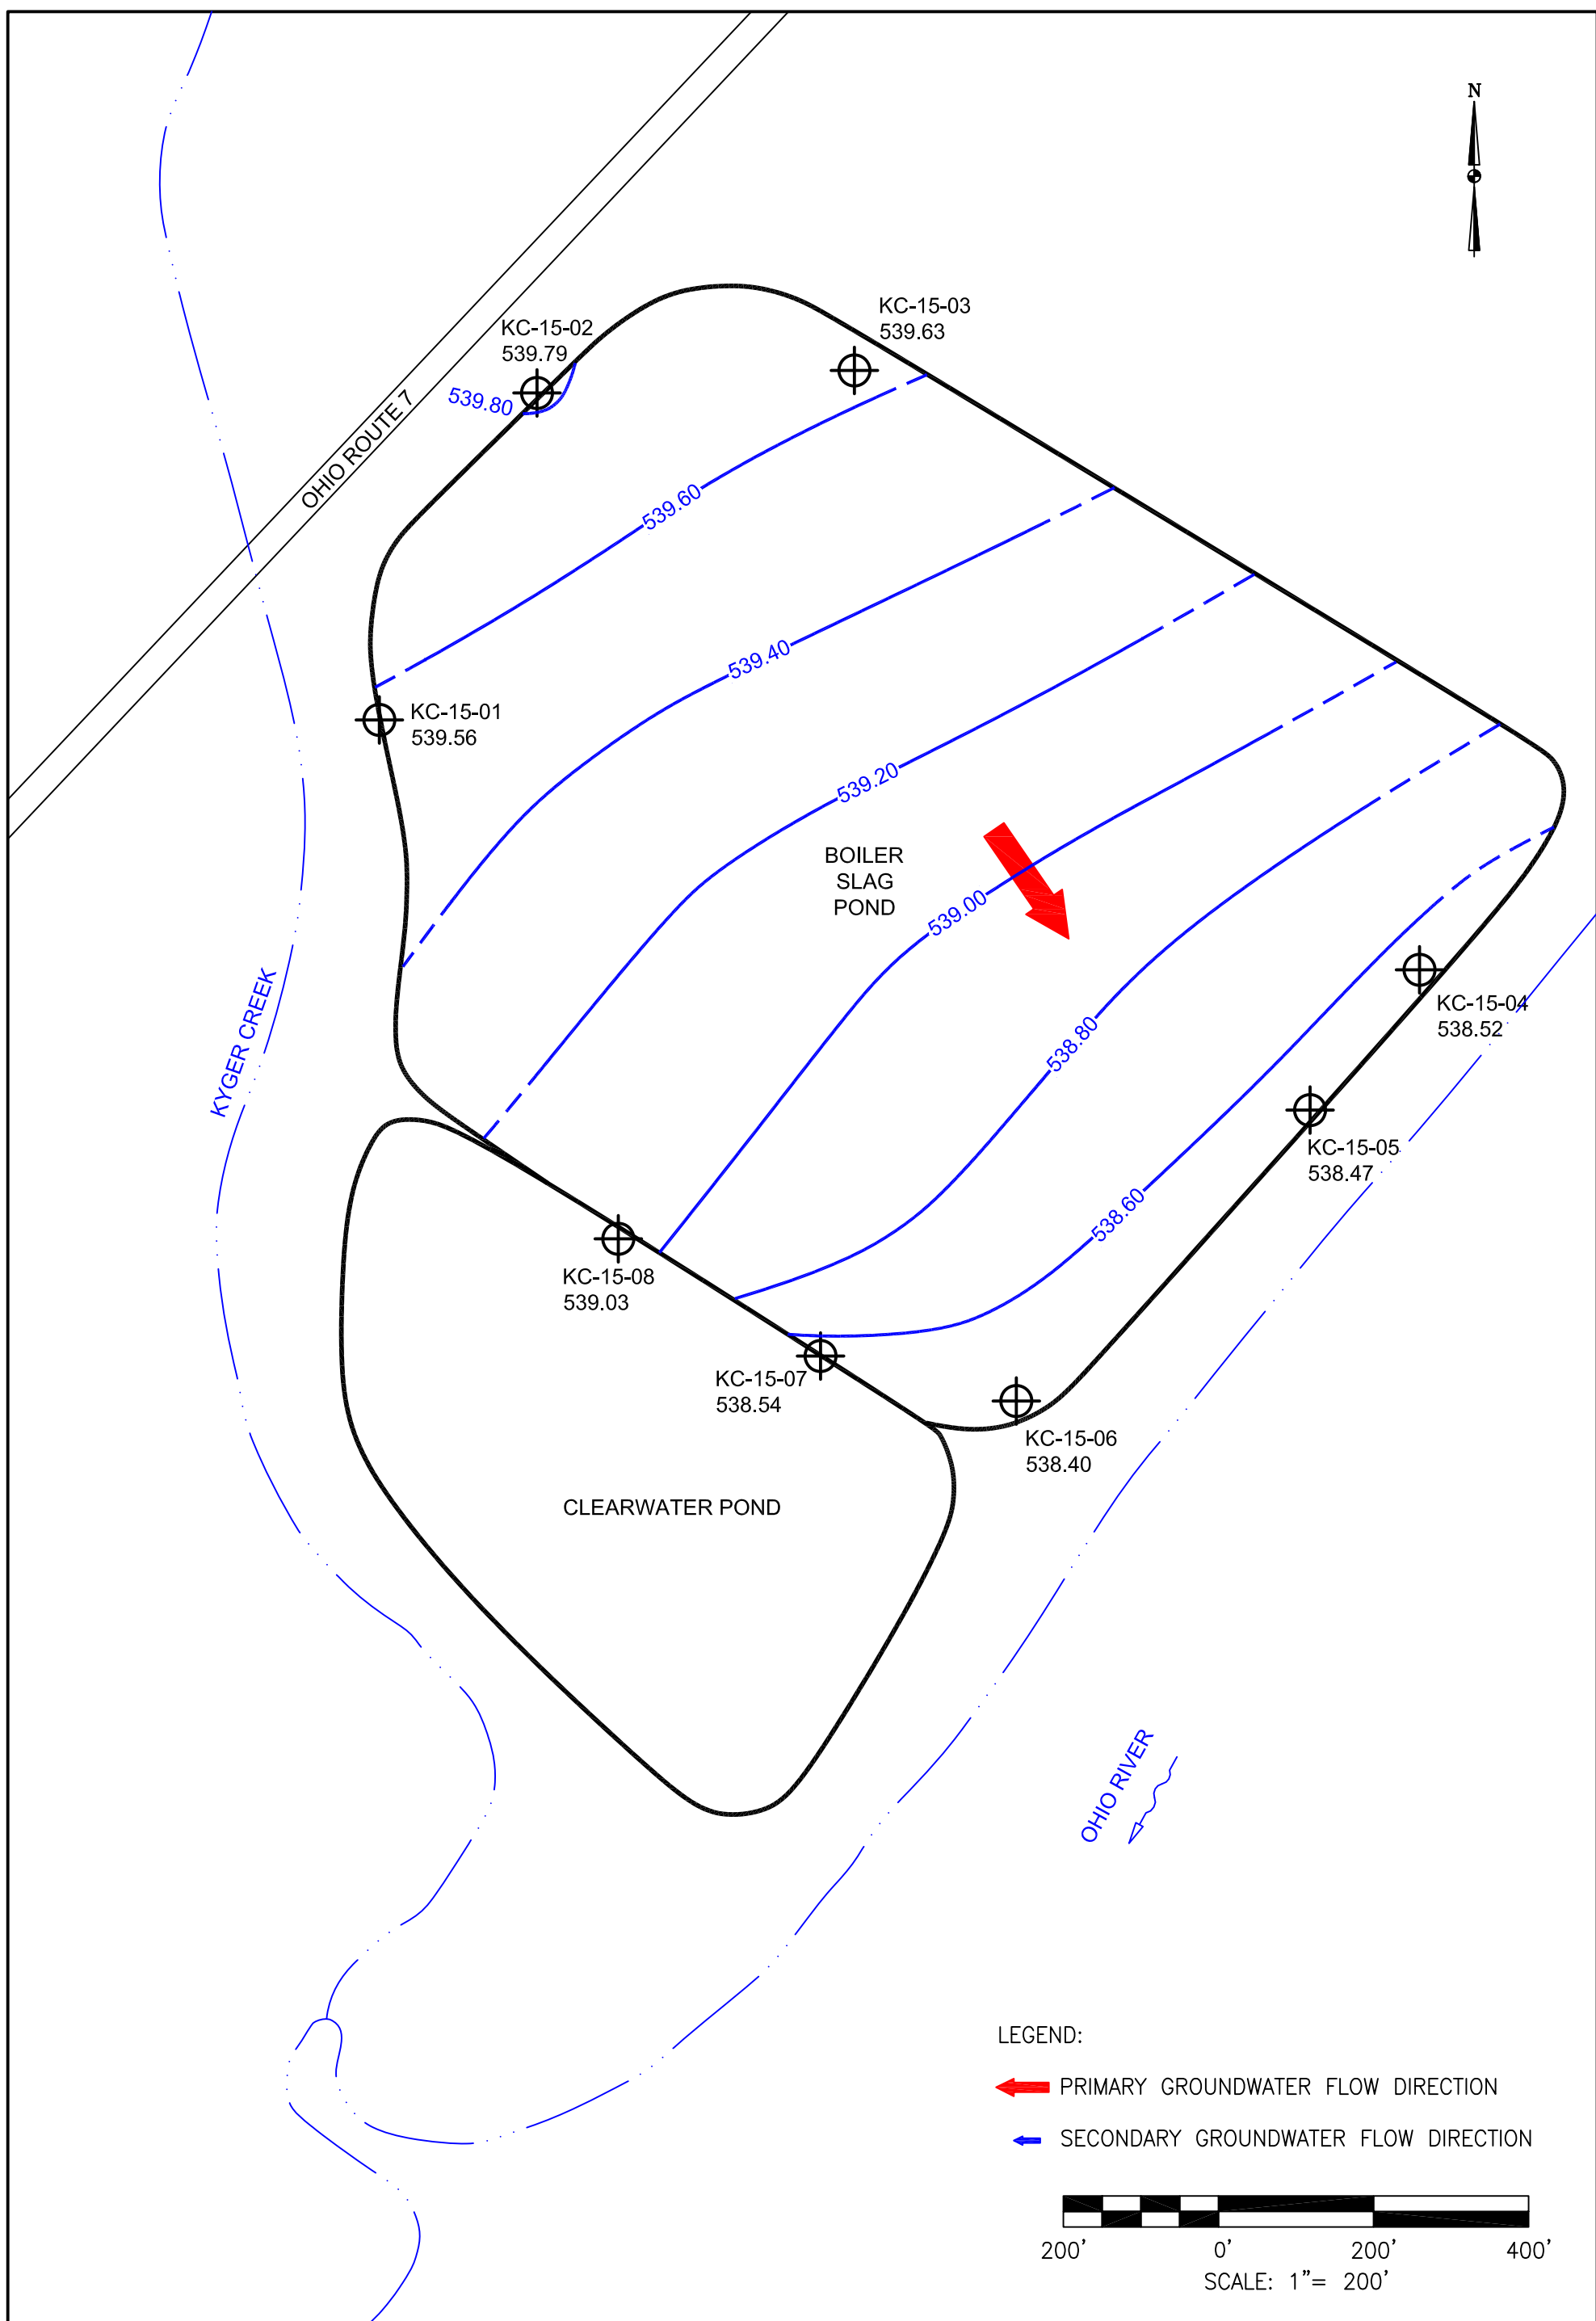 N
KC-15-03
539.63
KC-15-02
539.79
539.80
OHIO ROUTE 7
539.60
539.40
KC-15-01
539.56
539.20
BOILER
SLAG
POND
539.00
KYGER CREEK
KC-15-04
538.52
538.80
KC-15-05
538.47
538.60
KC-15-08
539.03
KC-15-07
538.54
KC-15-06
538.40
CLEARWATER POND
OHIO RIVER
LEGEND:
PRIMARY GROUNDWATER FLOW DIRECTION
SECONDARY GROUNDWATER FLOW DIRECTION
200' 0' 200' 400'
SCALE: 1"= 200'